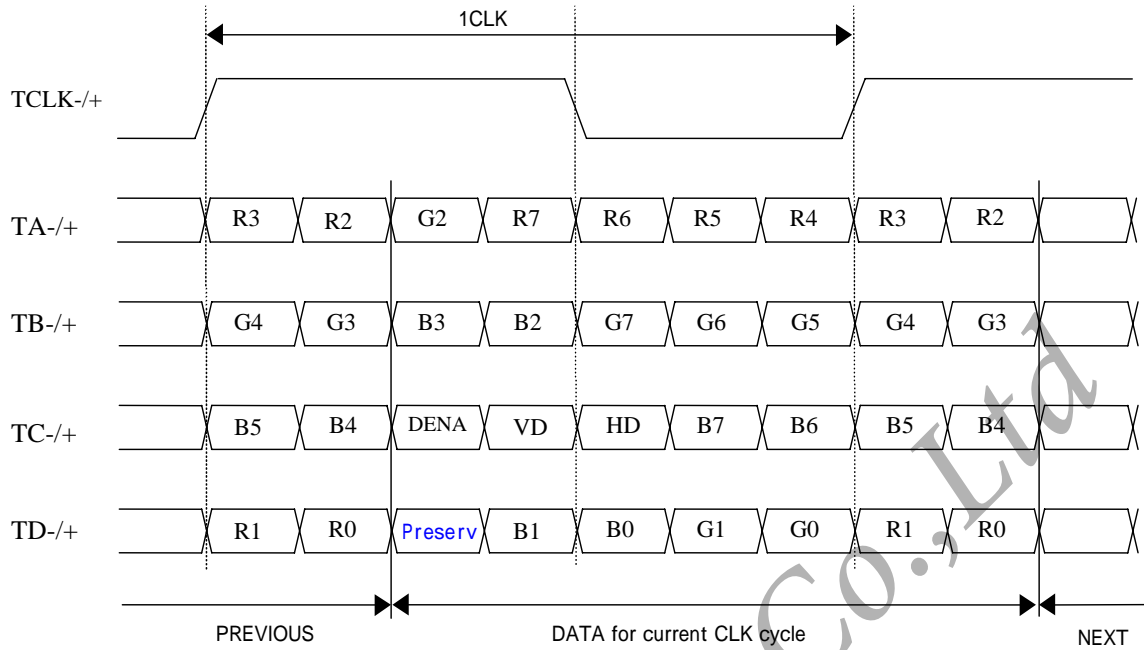 1CLK
TCLK-/+
TA-/+ R3 R2 G2 R7 R6 R5 R4 R3 R2
TB-/+ G4 G3 B3 B2 G7 G6 G5 G4 G3
TC-/+ B5 B4 DENA VD HD B7 B6 B5 B4
TD-/+ R1 R0 Preserv B1 B0 G1 G0 R1 R0
Co.,Ltd
PREVIOUS DATA for current CLK cycle NEXT